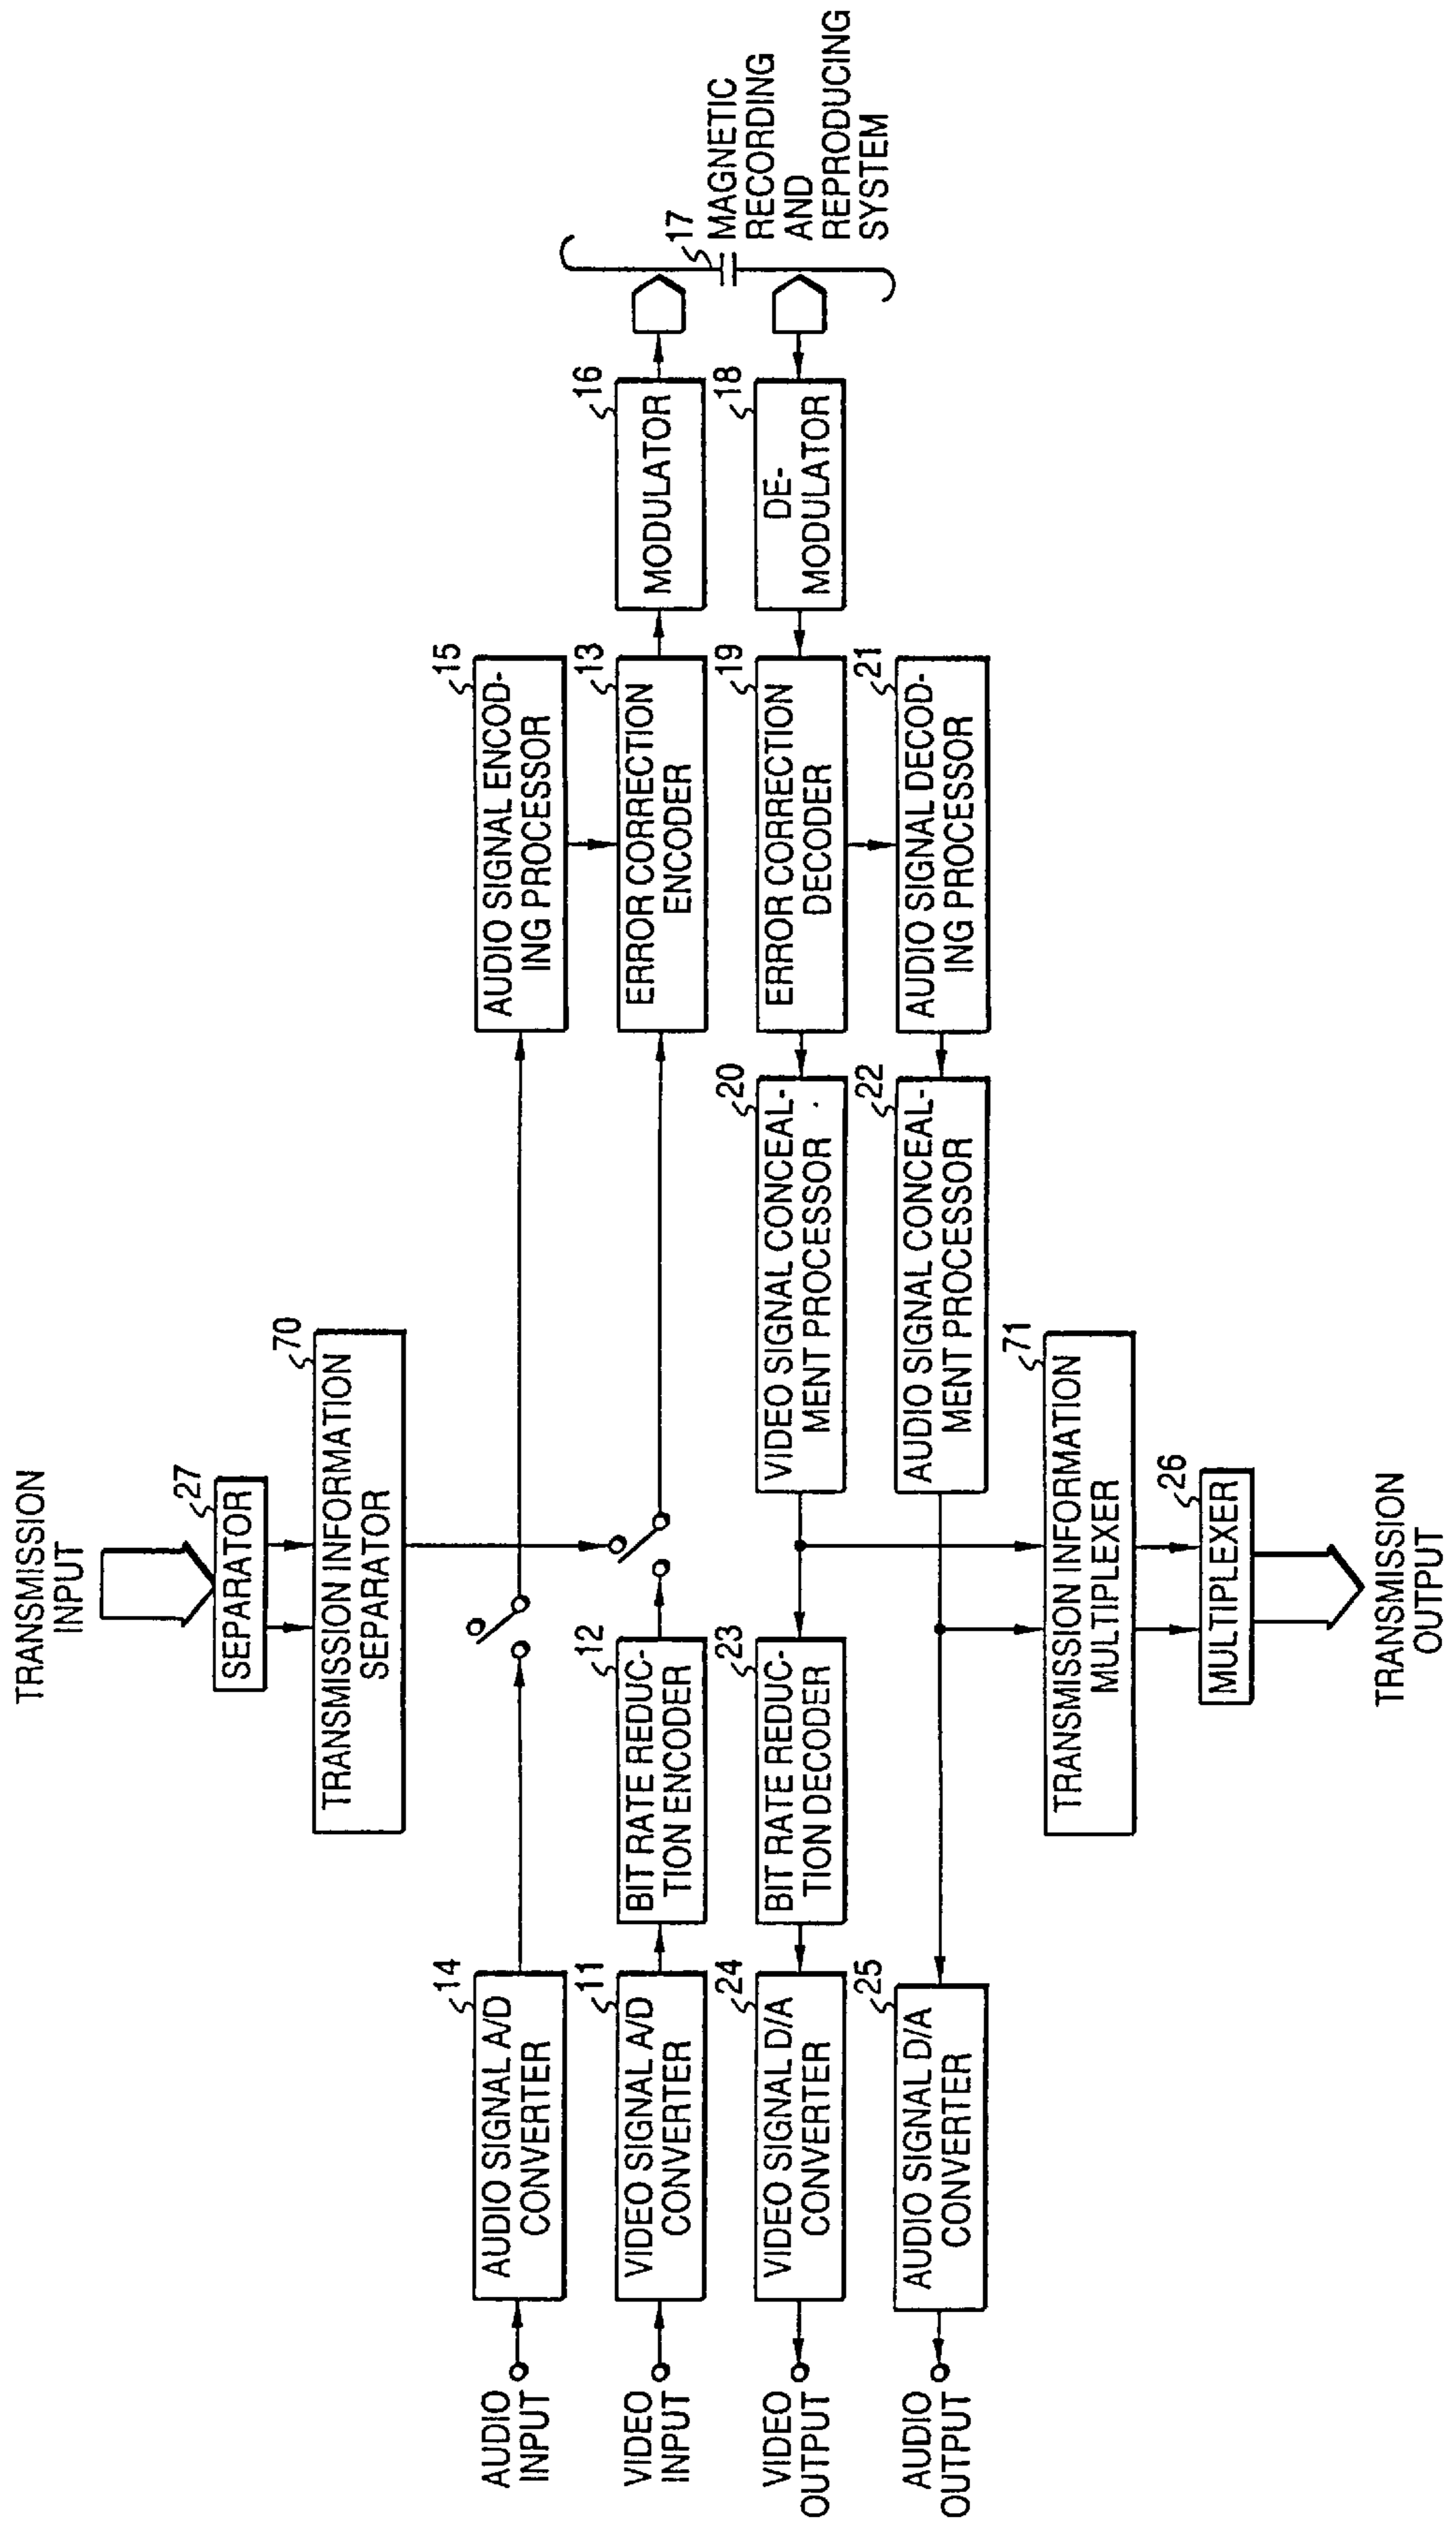 TRANSMISSION
INPUT
27
SEPARATOR
70
TRANSMISSION INFORMATION
SEPARATOR
AUDIO
INPUT
14
AUDIO SIGNAL A/D
CONVERTER
15
AUDIO SIGNAL ENCOD-
ING PROCESSOR
VIDEO
INPUT
11
VIDEO SIGNAL A/D
CONVERTER
12
BIT RATE REDUC-
TION ENCODER
13
ERROR CORRECTION
ENCODER
16
MODULATOR
17
MAGNETIC
RECORDING
AND
REPRODUCING
SYSTEM
VIDEO
OUTPUT
24
VIDEO SIGNAL D/A
CONVERTER
23
BIT RATE REDUC-
TION DECODER
20
VIDEO SIGNAL CONCEAL-
MENT PROCESSOR
19
ERROR CORRECTION
DECODER
18
DE-
MODULATOR
AUDIO
OUTPUT
25
AUDIO SIGNAL D/A
CONVERTER
22
AUDIO SIGNAL CONCEAL-
MENT PROCESSOR
21
AUDIO SIGNAL DECOD-
ING PROCESSOR
71
TRANSMISSION INFORMATION
MULTIPLEXER
26
MULTIPLEXER
TRANSMISSION
OUTPUT